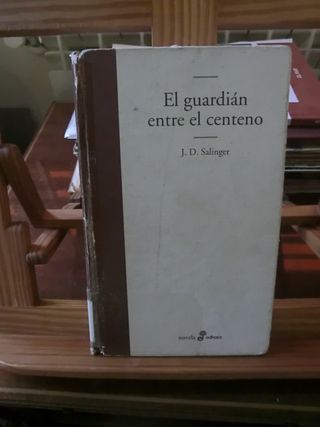 El guardián
entre el centeno
J. D. Salinger
novela edhasa